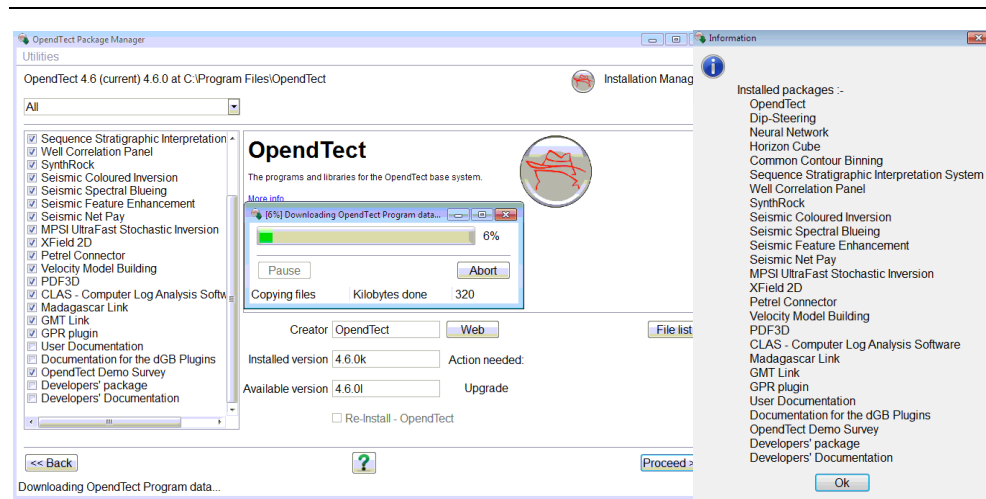 OpendTect Package Manager
Utilities
OpendTect 4.6 (current) 4.6.0 at C:\Program Files\OpendTect
Installation Manag
All
Sequence Stratigraphic Interpretation
Well Correlation Panel
SynthRock
Seismic Coloured Inversion
Seismic Spectral Blueing
Seismic Feature Enhancement
Seismic Net Pay
MPSI UltraFast Stochastic Inversion
XField 2D
Petrel Connector
Velocity Model Building
PDF3D
CLAS - Computer Log Analysis Softw
Madagascar Link
GMT Link
GPR plugin
User Documentation
Documentation for the dGB Plugins
OpendTect Demo Survey
Developers' package
Developers' Documentation
OpendTect
The programs and libraries for the OpendTect base system.
More info
[6%] Downloading OpendTect Program data...
6%
Pause
Abort
Copying files Kilobytes done 320
Creator OpendTect Web File list
Installed version 4.6.0k Action needed:
Available version 4.6.0l Upgrade
Re-Install - OpendTect
<< Back ? Proceed >
Downloading OpendTect Program data...
Information
Installed packages :-
OpendTect
Dip-Steering
Neural Network
Horizon Cube
Common Contour Binning
Sequence Stratigraphic Interpretation System
Well Correlation Panel
SynthRock
Seismic Coloured Inversion
Seismic Spectral Blueing
Seismic Feature Enhancement
Seismic Net Pay
MPSI UltraFast Stochastic Inversion
XField 2D
Petrel Connector
Velocity Model Building
PDF3D
CLAS - Computer Log Analysis Software
Madagascar Link
GMT Link
GPR plugin
User Documentation
Documentation for the dGB Plugins
OpendTect Demo Survey
Developers' package
Developers' Documentation
Ok